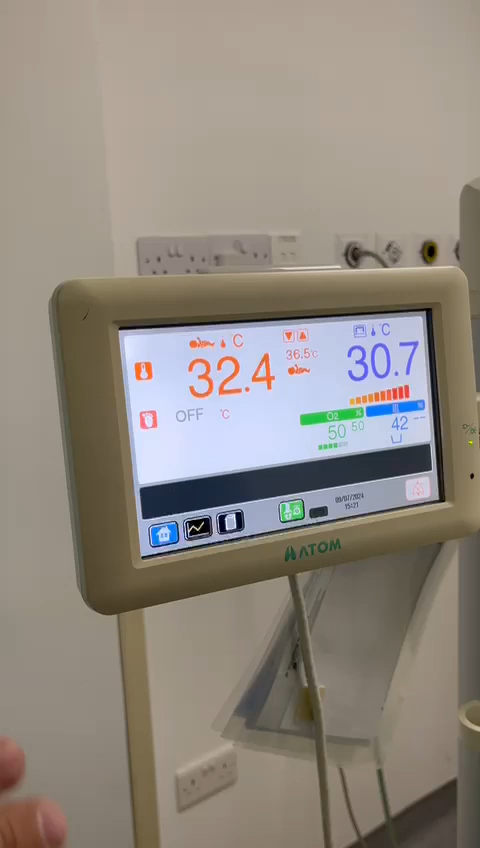 °C
36.5°C
°C
32.4
30.7
OFF °C
O2 %
%
50 50
42 --
09/07/2024
15:21
ATOM